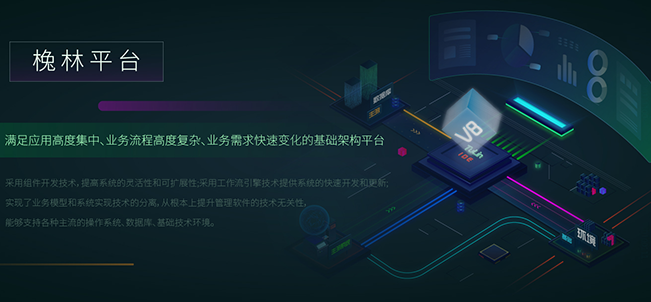 槐林平台
满足应用高度集中、业务流程高度复杂、业务需求快速变化的基础架构平台
采用组件开发技术，提高系统的灵活性和可扩展性;采用工作流引擎技术提供系统的快速开发和更新;
实现了业务模型和系统实现技术的分离,从根本上提升管理软件的技术无关性.
能够支持各种主流的操作系统、数据库、基础技术环境。
数据库
环境